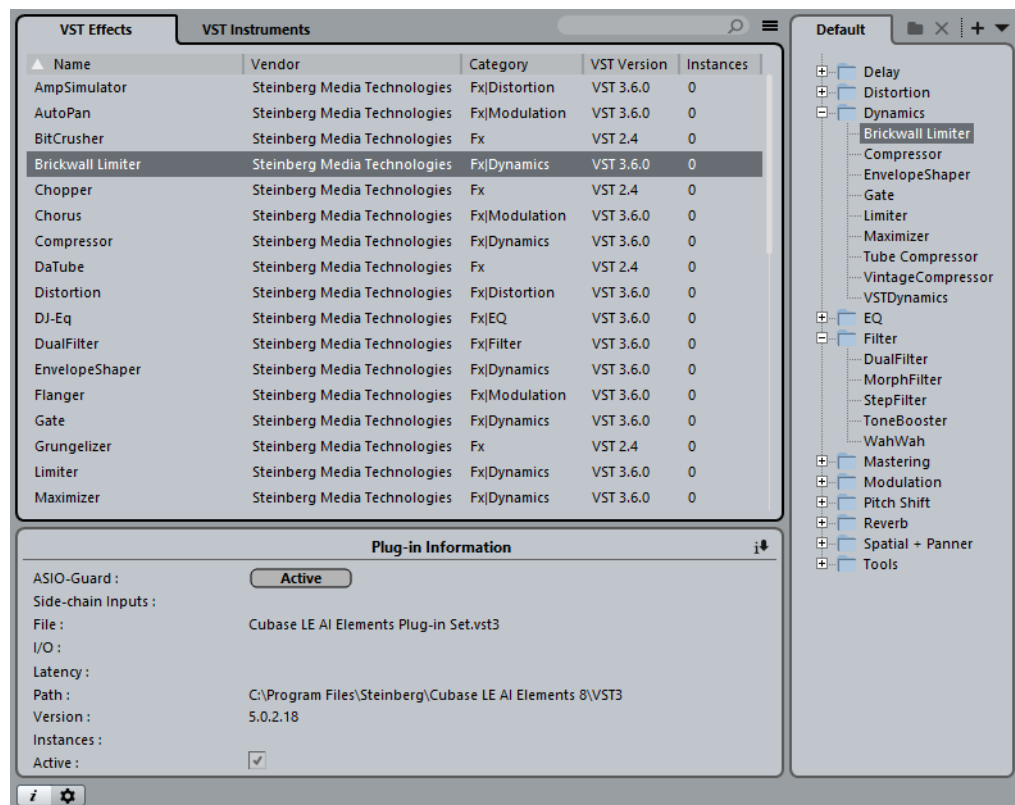 VST Effects VST Instruments
Name Vendor Category VST Version Instances
AmpSimulator Steinberg Media Technologies Fx|Distortion VST 3.6.0 0
AutoPan Steinberg Media Technologies Fx|Modulation VST 3.6.0 0
BitCrusher Steinberg Media Technologies Fx VST 2.4 0
Brickwall Limiter Steinberg Media Technologies Fx|Dynamics VST 3.6.0 0
Chopper Steinberg Media Technologies Fx VST 2.4 0
Chorus Steinberg Media Technologies Fx|Modulation VST 3.6.0 0
Compressor Steinberg Media Technologies Fx|Dynamics VST 3.6.0 0
DaTube Steinberg Media Technologies Fx VST 2.4 0
Distortion Steinberg Media Technologies Fx|Distortion VST 3.6.0 0
DJ-Eq Steinberg Media Technologies Fx|EQ VST 3.6.0 0
DualFilter Steinberg Media Technologies Fx|Filter VST 3.6.0 0
EnvelopeShaper Steinberg Media Technologies Fx|Dynamics VST 3.6.0 0
Flanger Steinberg Media Technologies Fx|Modulation VST 3.6.0 0
Gate Steinberg Media Technologies Fx|Dynamics VST 3.6.0 0
Grungelizer Steinberg Media Technologies Fx VST 2.4 0
Limiter Steinberg Media Technologies Fx|Dynamics VST 3.6.0 0
Maximizer Steinberg Media Technologies Fx|Dynamics VST 3.6.0 0
Plug-in Information
ASIO-Guard : Active
Side-chain Inputs :
File : Cubase LE AI Elements Plug-in Set.vst3
I/O :
Latency :
Path : C:\Program Files\Steinberg\Cubase LE AI Elements 8\VST3
Version : 5.0.2.18
Instances :
Active :
Default
Delay
Distortion
Dynamics
Brickwall Limiter
Compressor
EnvelopeShaper
Gate
Limiter
Maximizer
Tube Compressor
VintageCompressor
VSTDynamics
EQ
Filter
DualFilter
MorphFilter
StepFilter
ToneBooster
WahWah
Mastering
Modulation
Pitch Shift
Reverb
Spatial + Panner
Tools